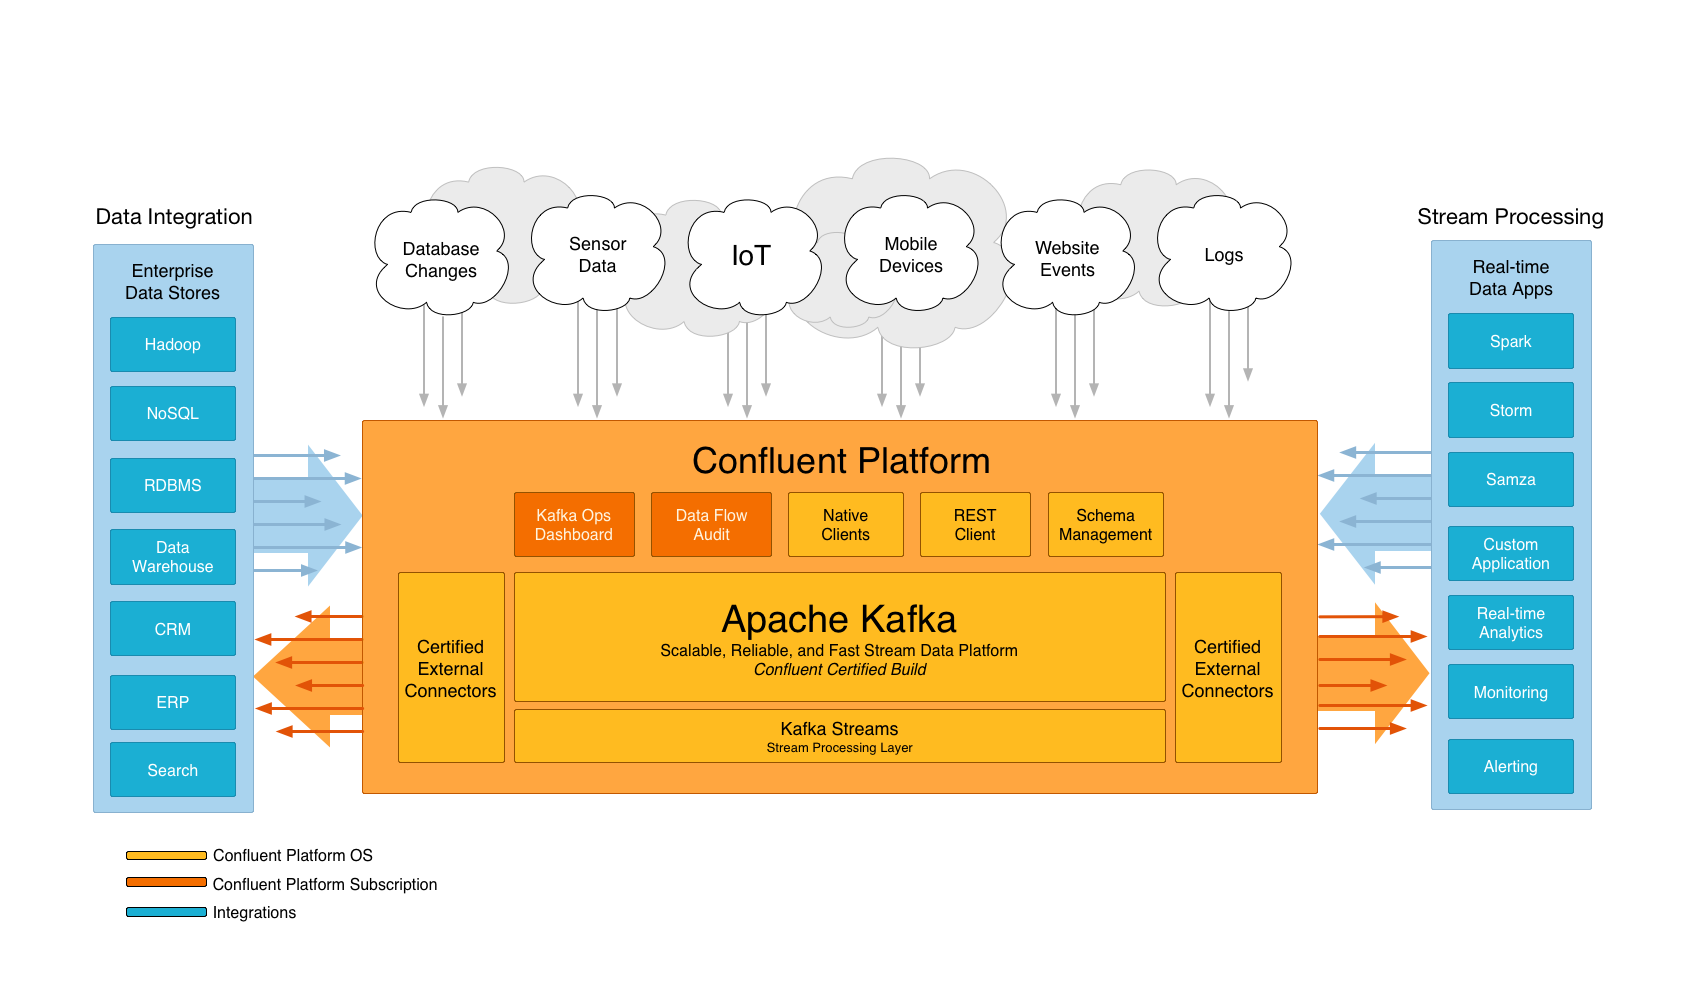 Data Integration
Enterprise
Data Stores
Hadoop
NoSQL
RDBMS
Data
Warehouse
CRM
ERP
Search
Database
Changes
Sensor
Data
IoT
Mobile
Devices
Website
Events
Logs
Confluent Platform
Kafka Ops
Dashboard
Data Flow
Audit
Native
Clients
REST
Client
Schema
Management
Certified
External
Connectors
Apache Kafka
Scalable, Reliable, and Fast Stream Data Platform
Confluent Certified Build
Kafka Streams
Stream Processing Layer
Certified
External
Connectors
Stream Processing
Real-time
Data Apps
Spark
Storm
Samza
Custom
Application
Real-time
Analytics
Monitoring
Alerting
Confluent Platform OS
Confluent Platform Subscription
Integrations